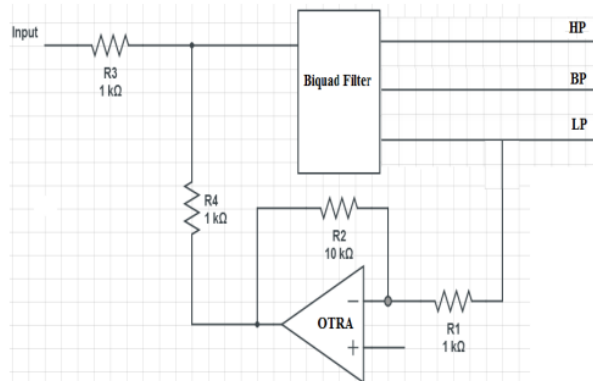 Input
HP
R3
1 kΩ
Biquad Filter
BP
LP
R4
1 kΩ
R2
10 kΩ
−
OTRA
+
R1
1 kΩ